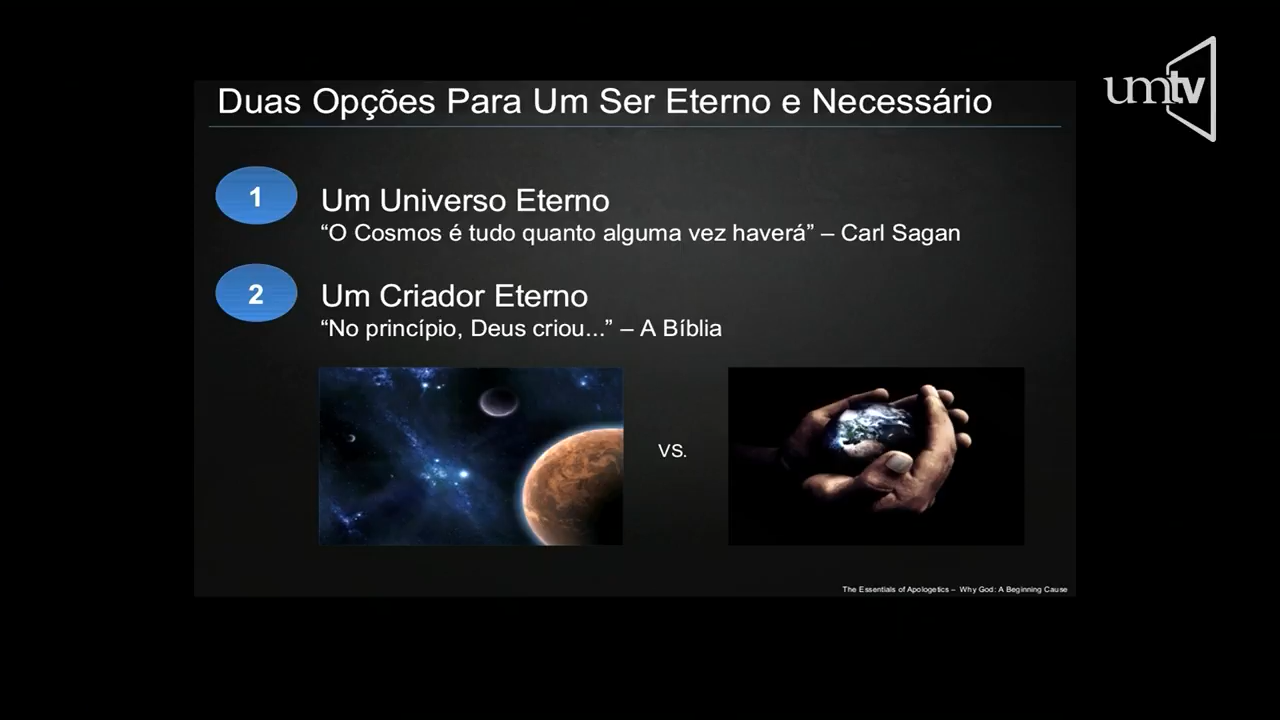 umtv
Duas Opções Para Um Ser Eterno e Necessário
1
Um Universo Eterno
“O Cosmos é tudo quanto alguma vez haverá” – Carl Sagan
2
Um Criador Eterno
“No princípio, Deus criou...” – A Bíblia
vs.
The Essentials of Apologetics – Why God: A Beginning Cause